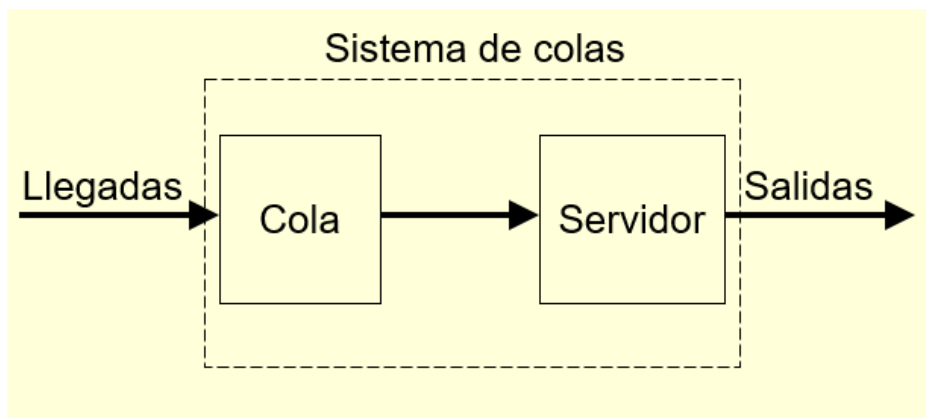 Sistema de colas
Llegadas
Cola
Servidor
Salidas